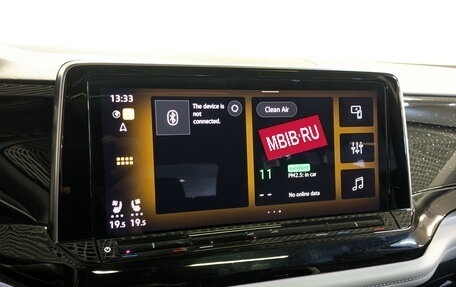 13:33
The device is
not
connected.
Clean Air
MBIB.RU
11
PM2.5: in car
--
No online data
19.5 19.5